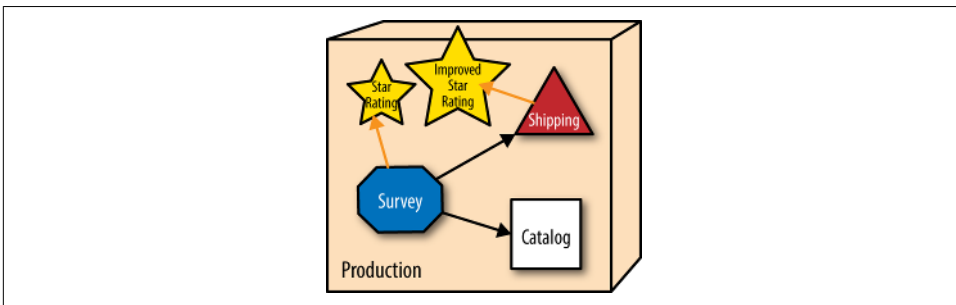 Star
Rating
Improved
Star
Rating
Shipping
Survey
Catalog
Production